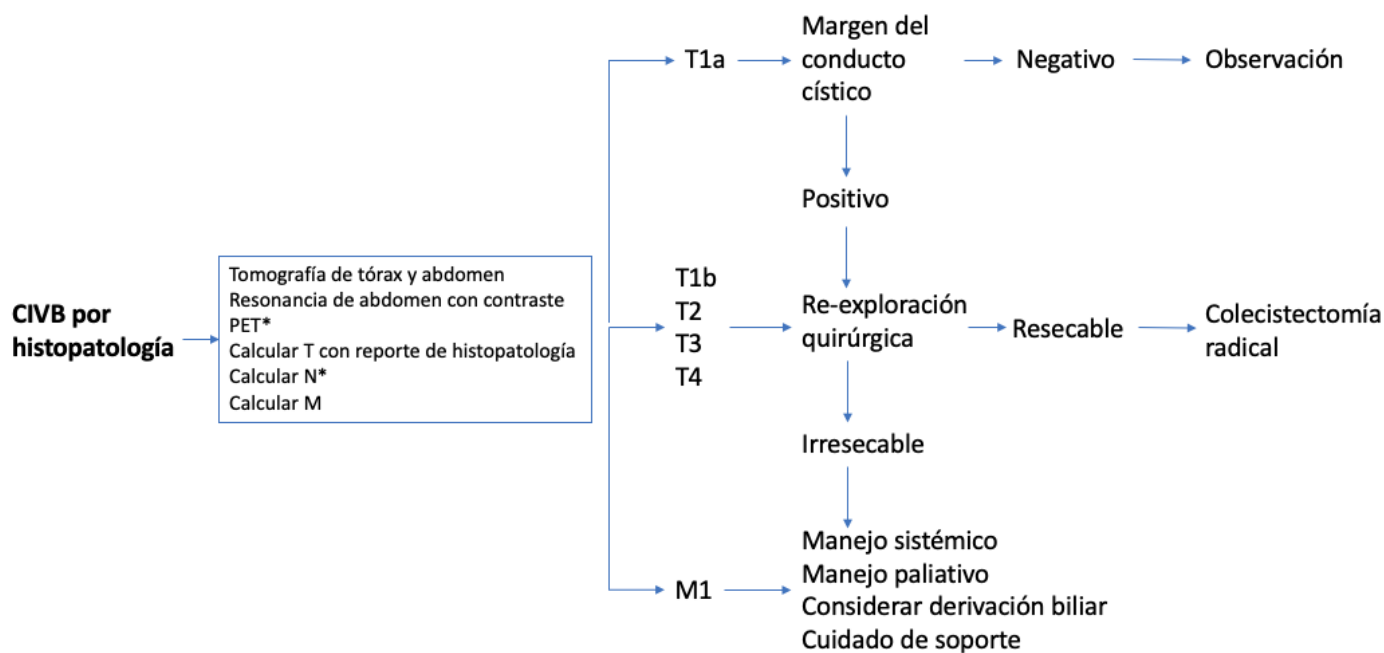 CIVB por
histopatología
Tomografía de tórax y abdomen
Resonancia de abdomen con contraste
PET*
Calcular T con reporte de histopatología
Calcular N*
Calcular M
T1a
Margen del
conducto
cístico
Negativo
Observación
Positivo
T1b
T2
T3
T4
Re-exploración
quirúrgica
Resecable
Colecistectomía
radical
Irresecable
M1
Manejo sistémico
Manejo paliativo
Considerar derivación biliar
Cuidado de soporte